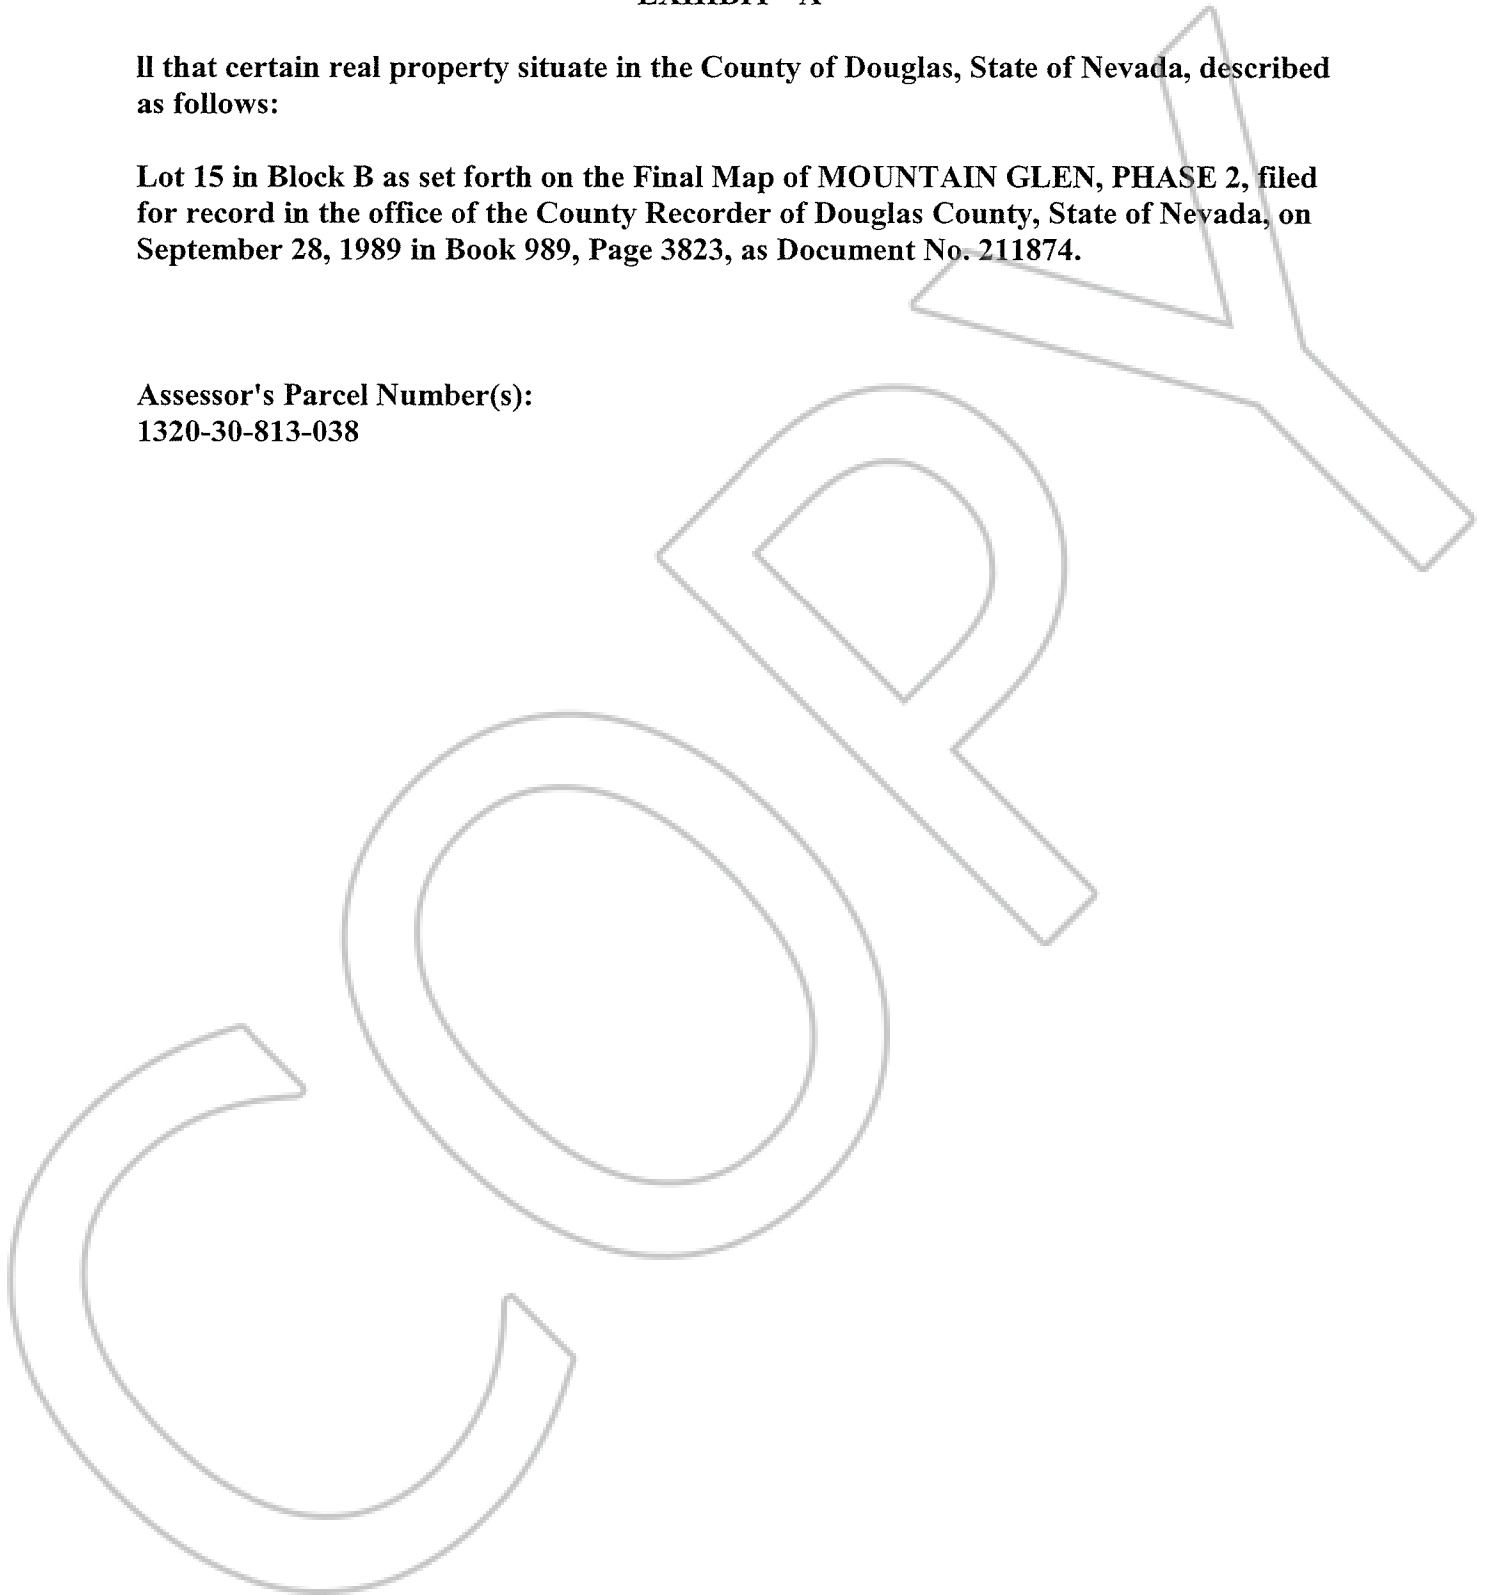 EXHIBIT "A"
ll that certain real property situate in the County of Douglas, State of Nevada, described
as follows:
Lot 15 in Block B as set forth on the Final Map of MOUNTAIN GLEN, PHASE 2, filed
for record in the office of the County Recorder of Douglas County, State of Nevada, on
September 28, 1989 in Book 989, Page 3823, as Document No. 211874.
Assessor's Parcel Number(s):
1320-30-813-038
COPY